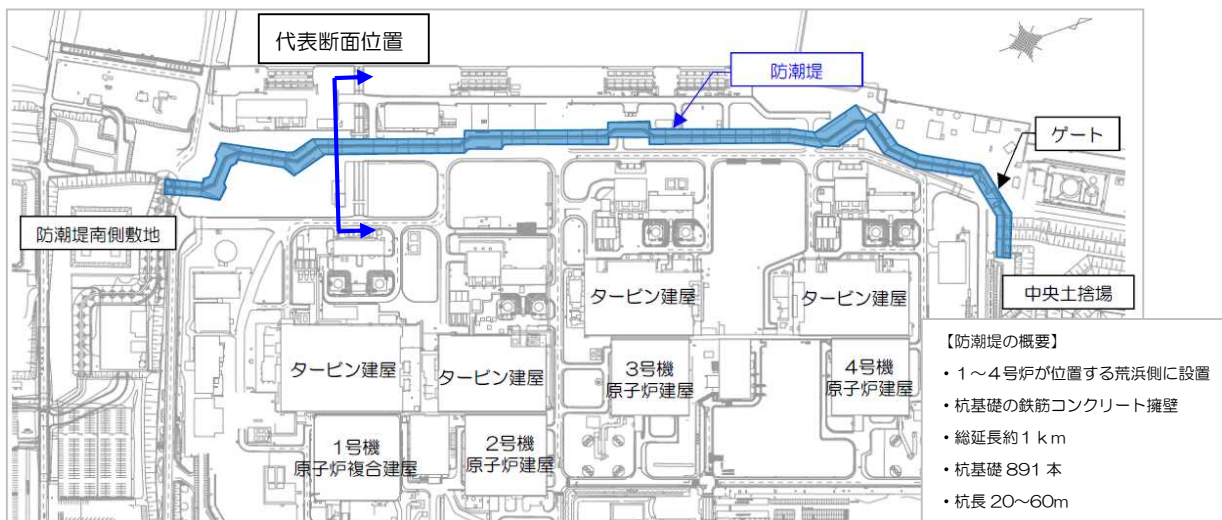 代表断面位置
防潮堤
ゲート
防潮堤南側敷地
タービン建屋
タービン建屋
中央土捨場
タービン建屋
タービン建屋
3号機
原子炉建屋
4号機
原子炉建屋
1号機
原子炉複合建屋
2号機
原子炉建屋
【防潮堤の概要】
・1～4号炉が位置する荒浜側に設置
・杭基礎の鉄筋コンクリート擁壁
・総延長約1km
・杭基礎 891 本
・杭長 20～60m